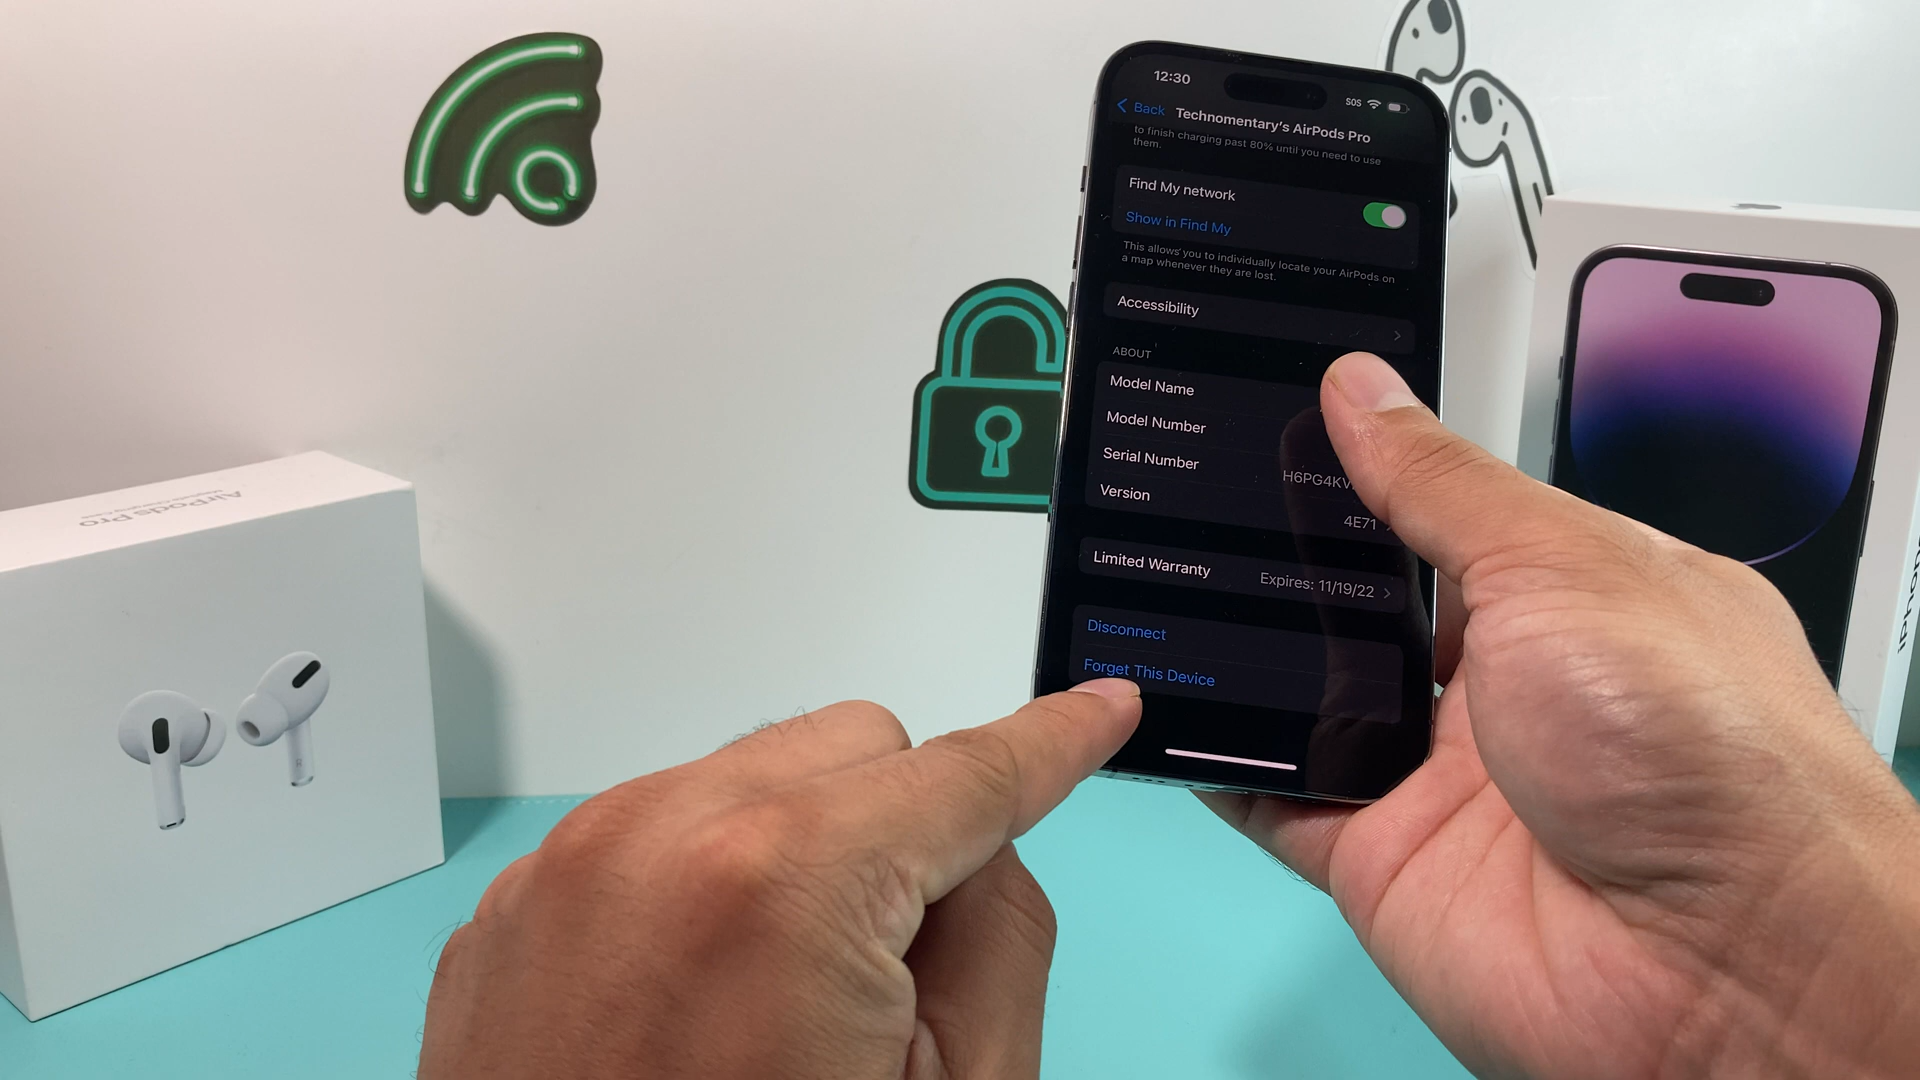 12:30
SOS
Back
Technomentary's AirPods Pro
to finish charging past 80% until you need to use
them.
Find My network
Show in Find My
This allows you to individually locate your AirPods on
a map whenever they are lost.
Accessibility
ABOUT
Model Name
Model Number
Serial Number
H6PG4KV
Version
4E71
Limited Warranty
Expires: 11/19/22
Disconnect
Forget This Device
AirPods Pro
iPhone